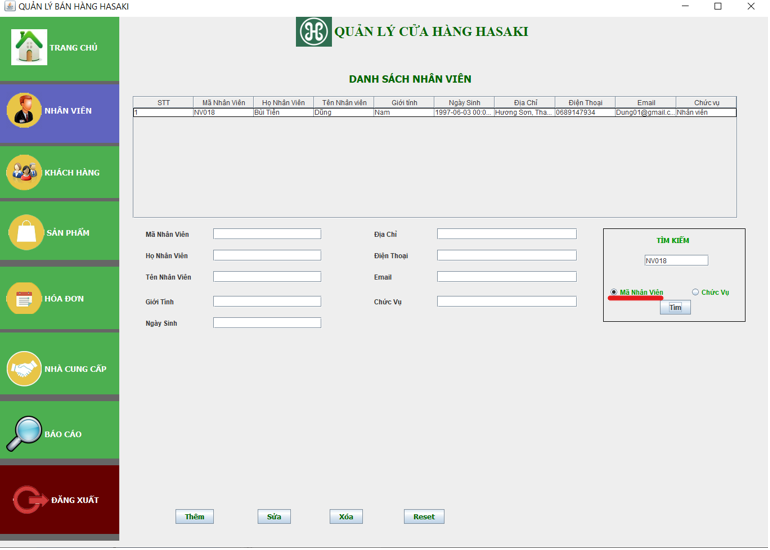 QUẢN LÝ BÁN HÀNG HASAKI
QUẢN LÝ CỬA HÀNG HASAKI
TRANG CHỦ
NHÂN VIÊN
KHÁCH HÀNG
SẢN PHẨM
HÓA ĐƠN
NHÀ CUNG CẤP
BÁO CÁO
ĐĂNG XUẤT
DANH SÁCH NHÂN VIÊN
STT Mã Nhân Viên Họ Nhân Viên Tên Nhân viên Giới tính Ngày Sinh Địa Chỉ Điện Thoại Email Chức vụ
1 NV018 Bùi Tiến Dũng Nam 1997-06-03 00:0... Hương Sơn, Tha... 0689147934 Dung01@gmail.c... Nhân viên
Mã Nhân Viên
Họ Nhân Viên
Tên Nhân Viên
Giới Tính
Ngày Sinh
Địa Chỉ
Điện Thoại
Email
Chức Vụ
TÌM KIẾM
NV018
Mã Nhân Viên Chức Vụ
Tìm
Thêm Sửa Xóa Reset